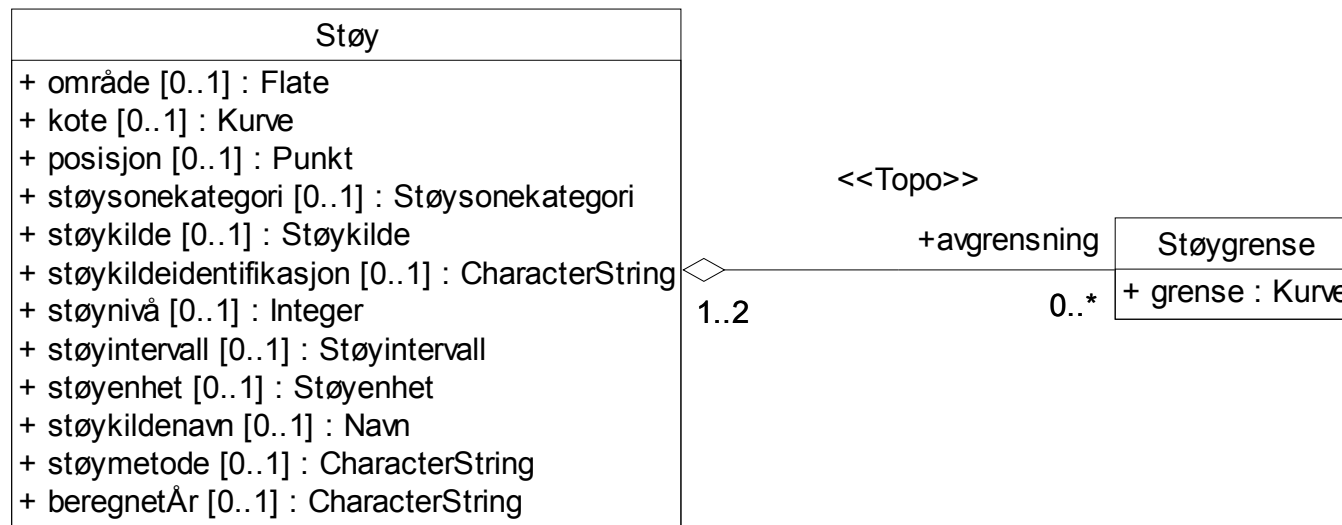 Støy
+ område [0..1] : Flate
+ kote [0..1] : Kurve
+ posisjon [0..1] : Punkt
+ støysonekategori [0..1] : Støysonekategori
+ støykilde [0..1] : Støykilde
+ støykildeidentifikasjon [0..1] : CharacterString
+ støynivå [0..1] : Integer
+ støyintervall [0..1] : Støyintervall
+ støyenhet [0..1] : Støyenhet
+ støykildenavn [0..1] : Navn
+ støymetode [0..1] : CharacterString
+ beregnetÅr [0..1] : CharacterString
<<Topo>>
+avgrensning
1..2
0..*
Støygrense
+ grense : Kurve